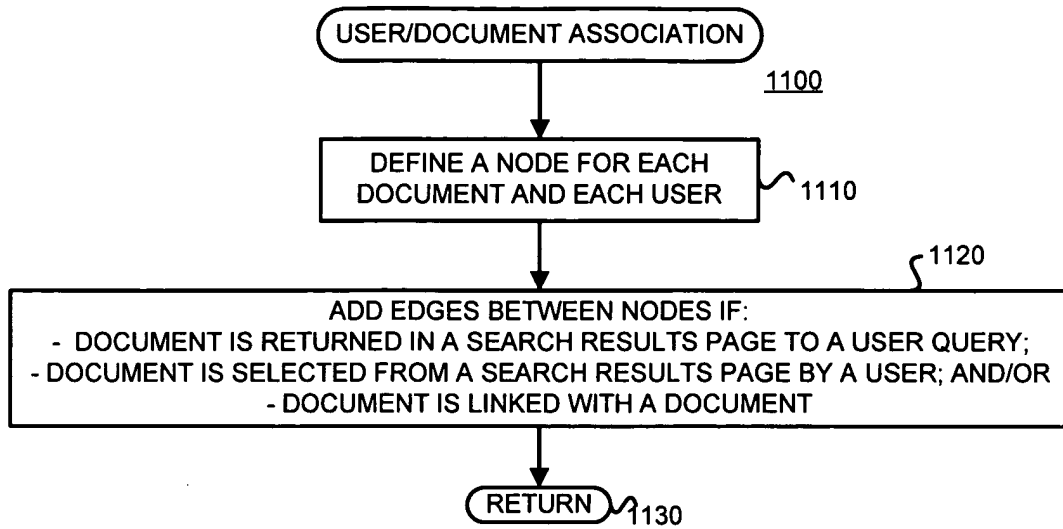 USER/DOCUMENT ASSOCIATION
1100
DEFINE A NODE FOR EACH
DOCUMENT AND EACH USER
1110
1120
ADD EDGES BETWEEN NODES IF:
- DOCUMENT IS RETURNED IN A SEARCH RESULTS PAGE TO A USER QUERY;
- DOCUMENT IS SELECTED FROM A SEARCH RESULTS PAGE BY A USER; AND/OR
- DOCUMENT IS LINKED WITH A DOCUMENT
RETURN
1130